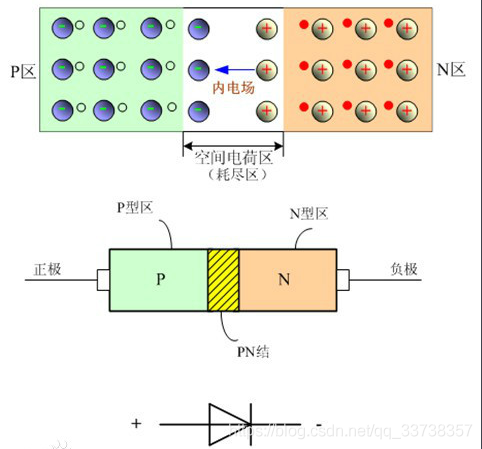 P区
内电场
N区
空间电荷区
（耗尽区）
P型区
N型区
正极
P
N
负极
PN结
+
-
https://blog.csdn.net/qq_33738357